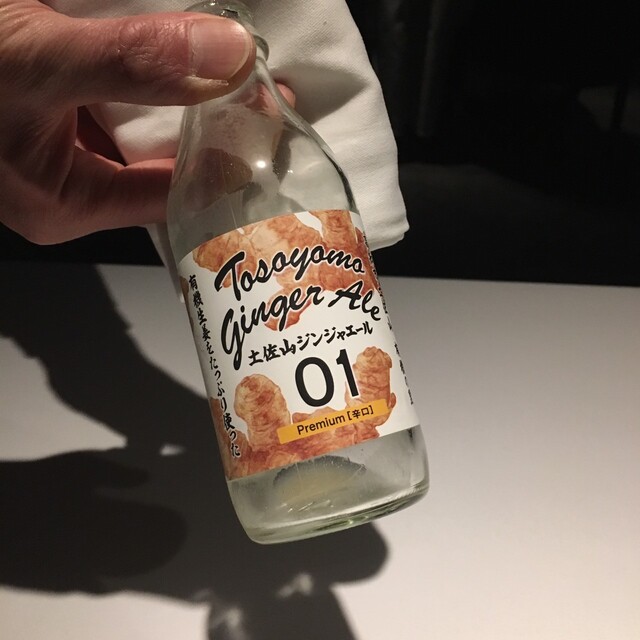 Tosayama
Ginger Ale
土佐山ジンジャエール
01
Premium [辛口]
有機生姜をたっぷり使った